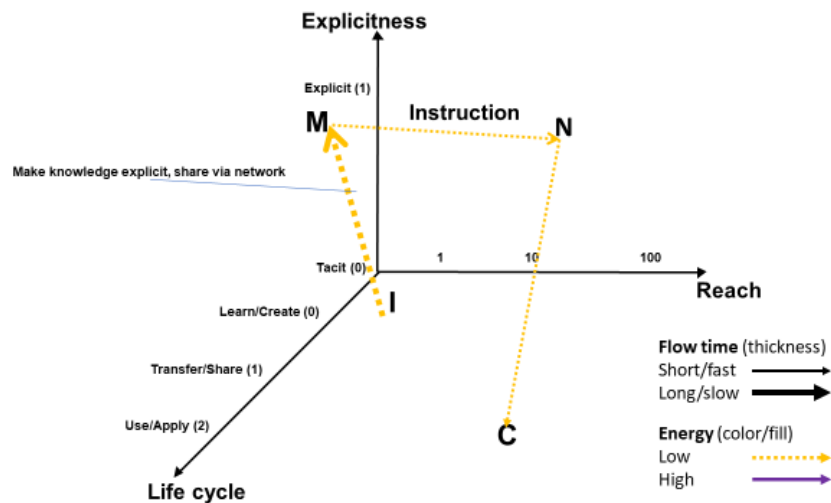 Explicitness
Explicit (1)
M
Instruction
N
Make knowledge explicit, share via network
Tacit (0)
1
10
100
Reach
I
Learn/Create (0)
Transfer/Share (1)
Use/Apply (2)
C
Life cycle
Flow time (thickness)
Short/fast
Long/slow
Energy (color/fill)
Low
High